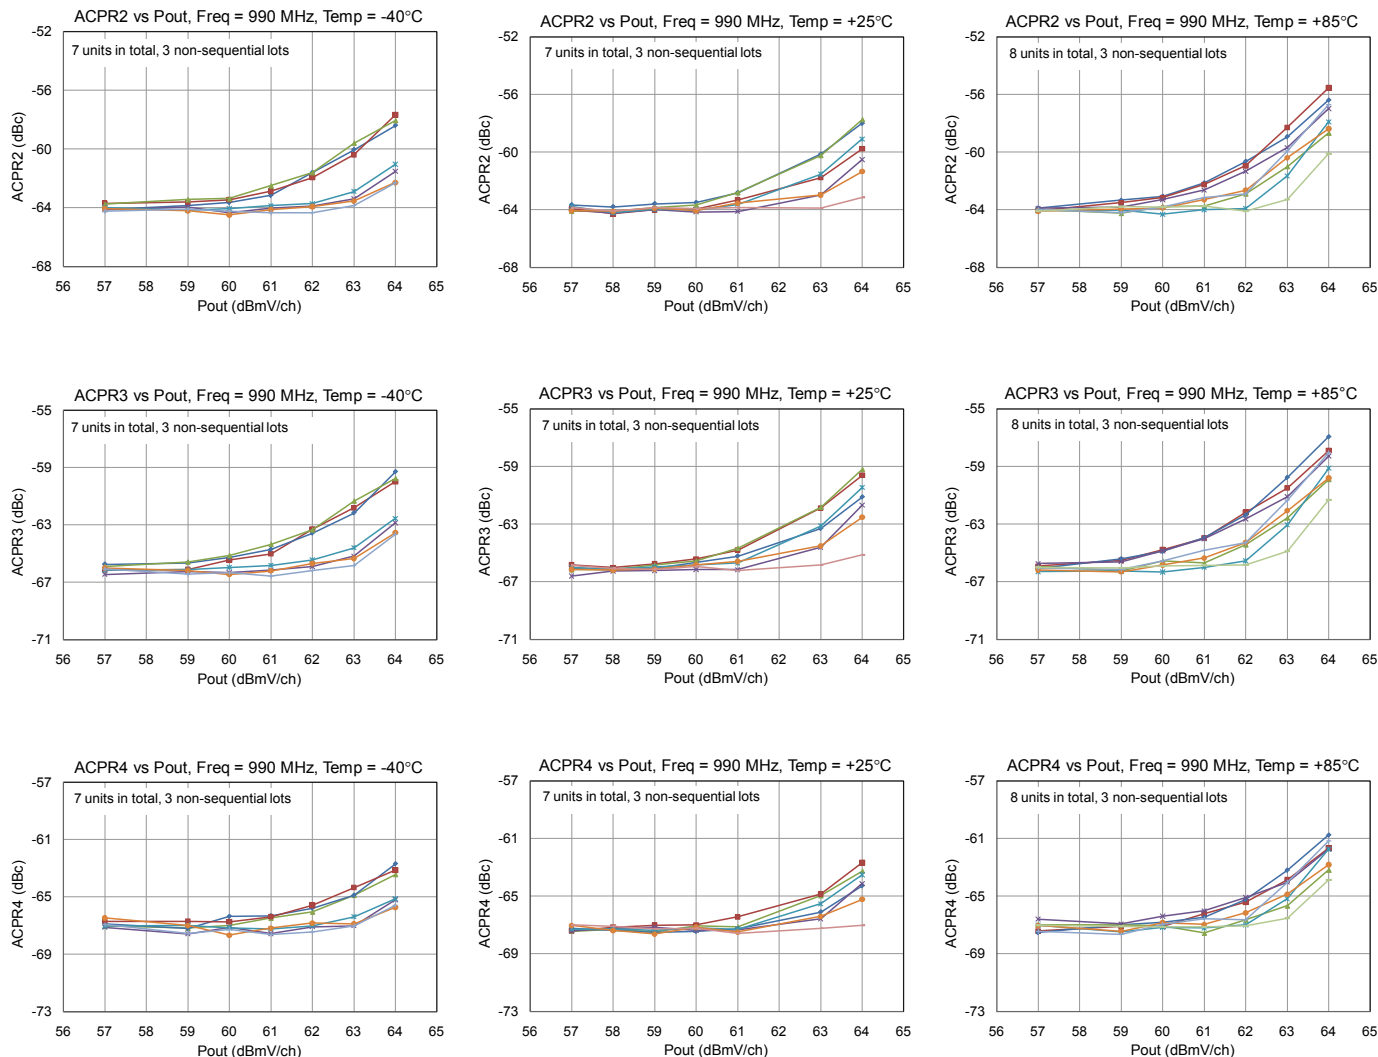 ACPR2 vs Pout, Freq = 990 MHz, Temp = -40°C
-52
7 units in total, 3 non-sequential lots
-56
-60
-64
-68
ACPR2 (dBc)
56 57 58 59 60 61 62 63 64 65
Pout (dBmV/ch)
ACPR2 vs Pout, Freq = 990 MHz, Temp = +25°C
-52
7 units in total, 3 non-sequential lots
-56
-60
-64
-68
ACPR2 (dBc)
56 57 58 59 60 61 62 63 64 65
Pout (dBmV/ch)
ACPR2 vs Pout, Freq = 990 MHz, Temp = +85°C
-52
8 units in total, 3 non-sequential lots
-56
-60
-64
-68
ACPR2 (dBc)
56 57 58 59 60 61 62 63 64 65
Pout (dBmV/ch)
ACPR3 vs Pout, Freq = 990 MHz, Temp = -40°C
-55
7 units in total, 3 non-sequential lots
-59
-63
-67
-71
ACPR3 (dBc)
56 57 58 59 60 61 62 63 64 65
Pout (dBmV/ch)
ACPR3 vs Pout, Freq = 990 MHz, Temp = +25°C
-55
7 units in total, 3 non-sequential lots
-59
-63
-67
-71
ACPR3 (dBc)
56 57 58 59 60 61 62 63 64 65
Pout (dBmV/ch)
ACPR3 vs Pout, Freq = 990 MHz, Temp = +85°C
-55
8 units in total, 3 non-sequential lots
-59
-63
-67
-71
ACPR3 (dBc)
56 57 58 59 60 61 62 63 64 65
Pout (dBmV/ch)
ACPR4 vs Pout, Freq = 990 MHz, Temp = -40°C
-57
7 units in total, 3 non-sequential lots
-61
-65
-69
-73
ACPR4 (dBc)
56 57 58 59 60 61 62 63 64 65
Pout (dBmV/ch)
ACPR4 vs Pout, Freq = 990 MHz, Temp = +25°C
-57
7 units in total, 3 non-sequential lots
-61
-65
-69
-73
ACPR4 (dBc)
56 57 58 59 60 61 62 63 64 65
Pout (dBmV/ch)
ACPR4 vs Pout, Freq = 990 MHz, Temp = +85°C
-57
8 units in total, 3 non-sequential lots
-61
-65
-69
-73
ACPR4 (dBc)
56 57 58 59 60 61 62 63 64 65
Pout (dBmV/ch)